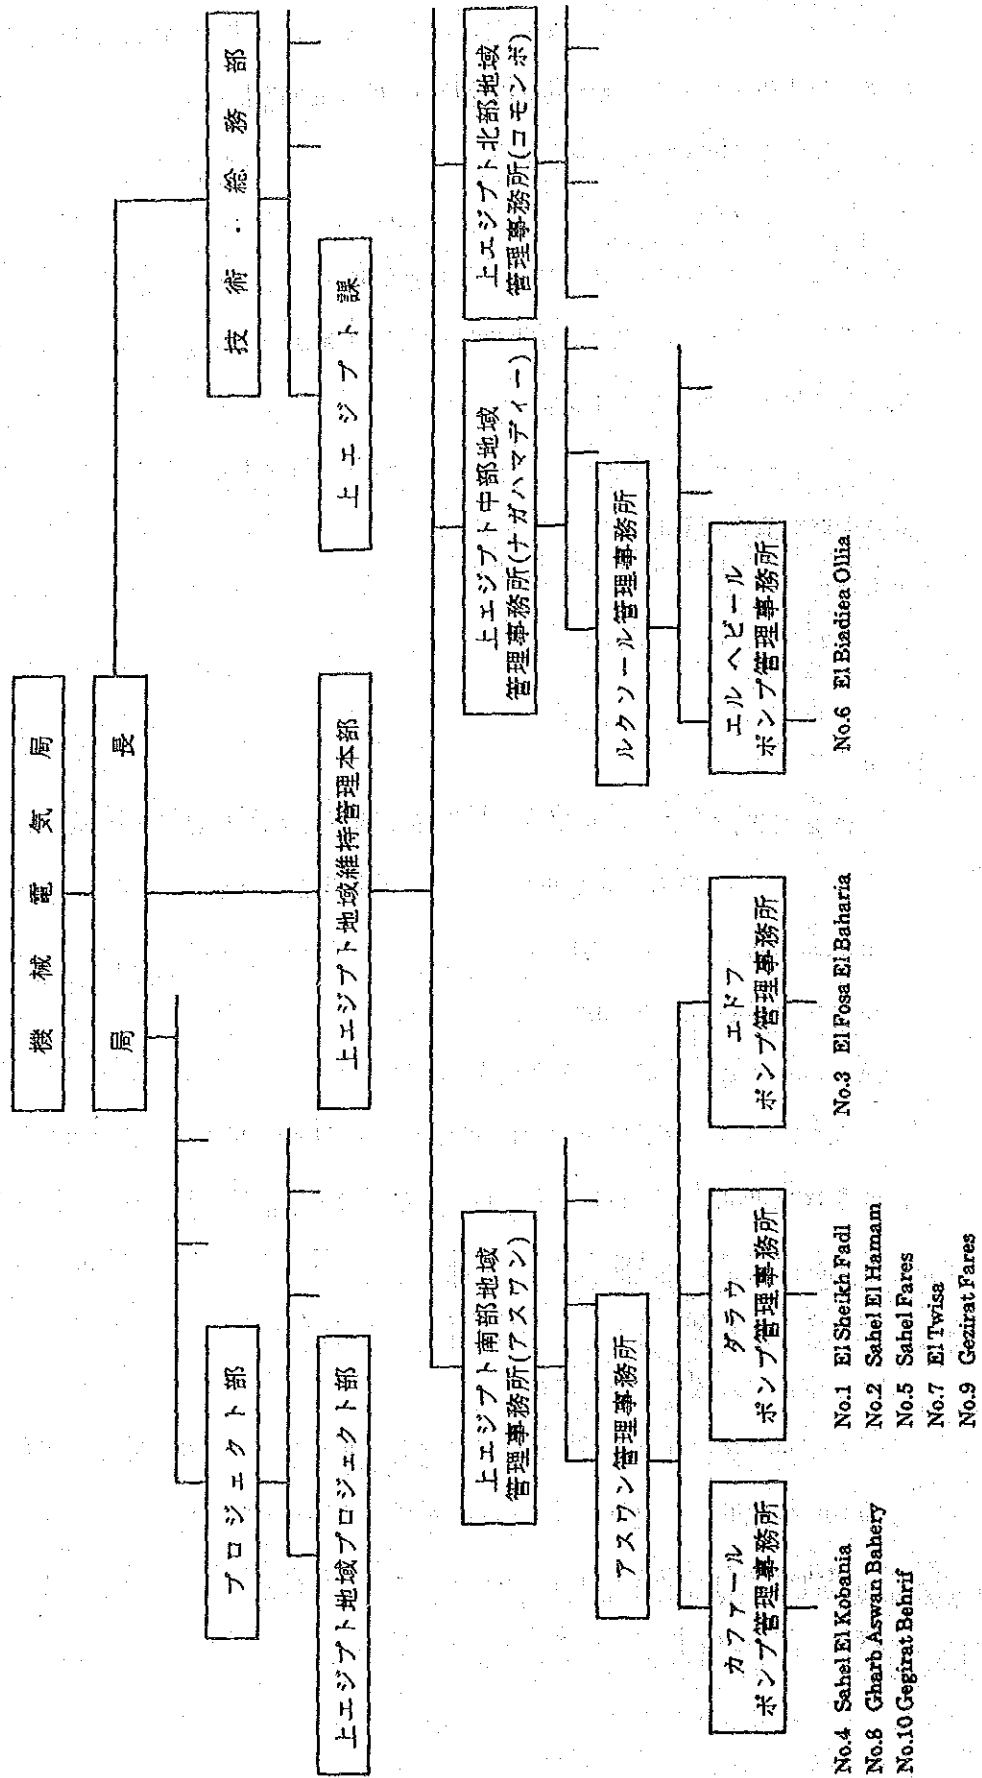 機械電気局
局長
プロジェクト部
技術・総務部
上エジプト地域プロジェクト部
上エジプト地域維持管理本部
上エジプト課
上エジプト南部地域
管理事務所(アスワン)
上エジプト中部地域
管理事務所(ナガハマディー)
上エジプト北部地域
管理事務所(コモンボ)
アスワン管理事務所
ルクソール管理事務所
カファール
ポンプ管理事務所
ダラウ
ポンプ管理事務所
エドフ
ポンプ管理事務所
エルヘビール
ポンプ管理事務所
No.4 Sahel El Kobania
No.8 Gharb Aswan Bahery
No.10 Gegirat Behrif
No.1 El Sheikh Fadl
No.2 Sahel El Hamam
No.5 Sahel Fares
No.7 El Twisa
No.9 Gezirat Fares
No.3 El Fosa El Baharia
No.6 El Biadiea Ollia